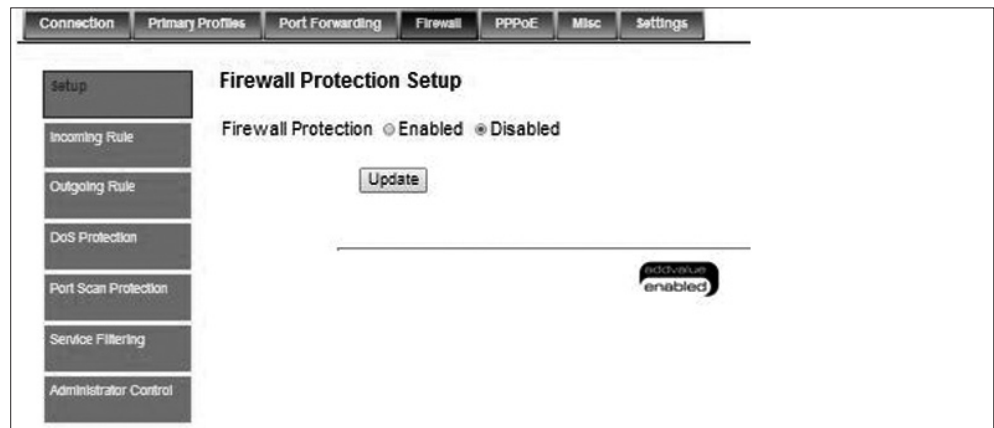 Connection Primary Profiles Port Forwarding Firewall PPPoE Misc Settings
Setup
Incoming Rule
Outgoing Rule
DoS Protection
Port Scan Protection
Service Filtering
Administrator Control
Firewall Protection Setup
Firewall Protection Enabled Disabled
Update
addvalue
enabled